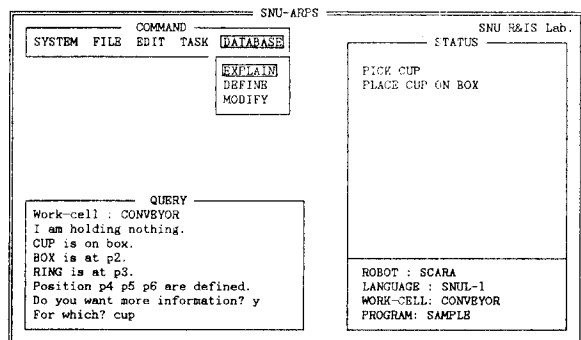 SNU-ARPS
SNU R&IS Lab.
COMMAND
SYSTEM FILE EDIT TASK DATABASE
EXPLAIN
DEFINE
MODIFY
STATUS
PICK CUP
PLACE CUP ON BOX
QUERY
Work-cell : CONVEYOR
I am holding nothing.
CUP is on box.
BOX is at p2.
RING is at p3.
Position p4 p5 p6 are defined.
Do you want more information? y
For which? cup
ROBOT : SCARA
LANGUAGE : SNUL-1
WORK-CELL: CONVEYOR
PROGRAM: SAMPLE